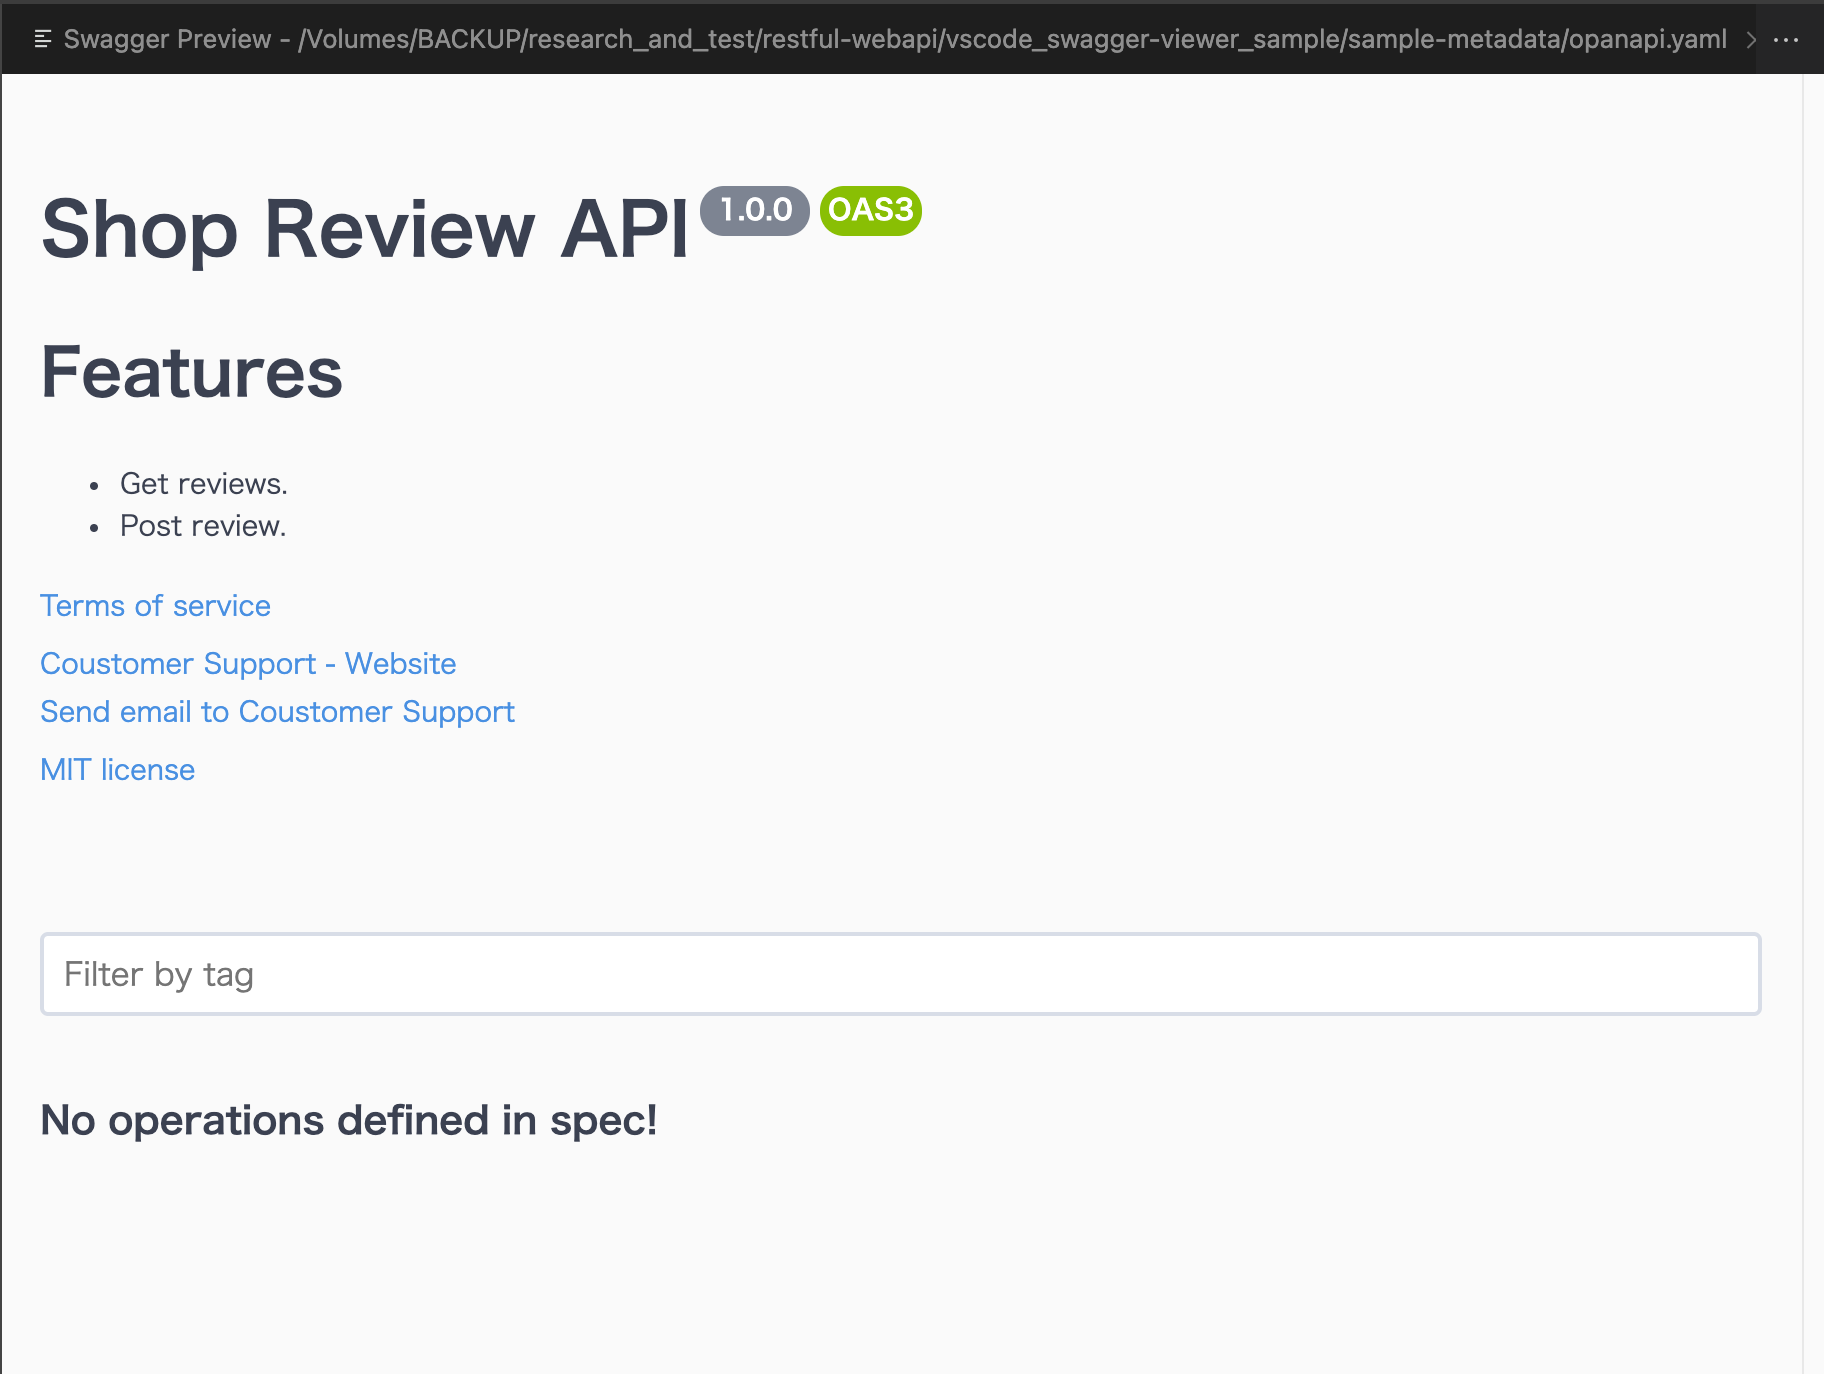 Swagger Preview - /Volumes/BACKUP/research_and_test/restful-webapi/vscode_swagger-viewer_sample/sample-metadata/opanapi.yaml
Shop Review API 1.0.0 OAS3
Features
• Get reviews.
• Post review.
Terms of service
Coustomer Support - Website
Send email to Coustomer Support
MIT license
Filter by tag
No operations defined in spec!